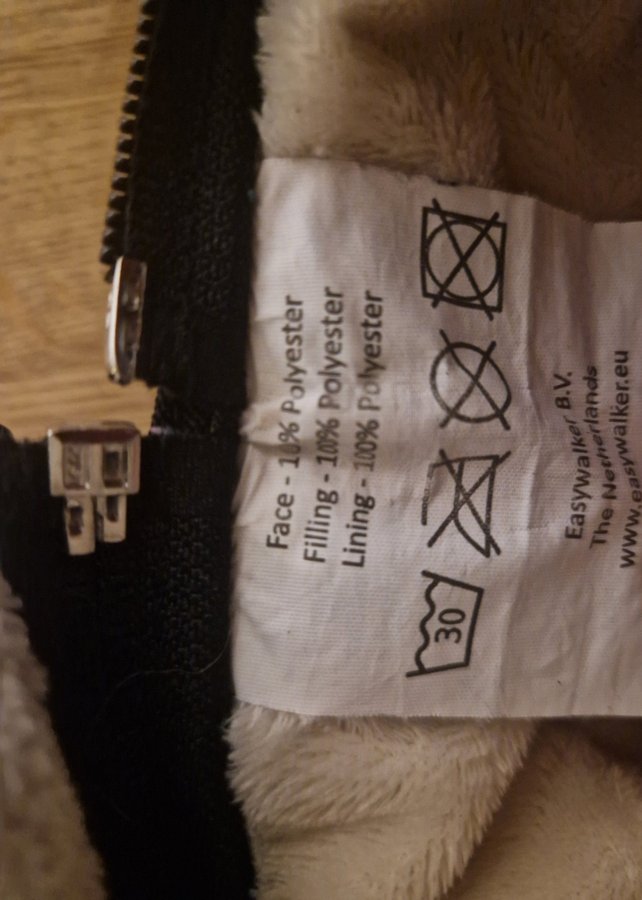 Face - 100% Polyester
Filling - 100% Polyester
Lining - 100% Polyester
30
Easywalker B.V.
The Netherlands
www.easywalker.eu